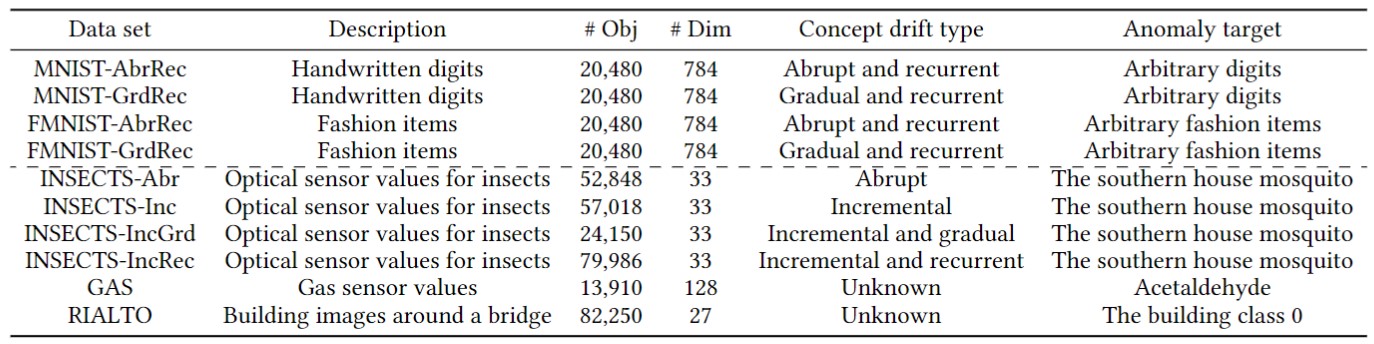 Data set Description # Obj # Dim Concept drift type Anomaly target
MNIST-AbrRec Handwritten digits 20,480 784 Abrupt and recurrent Arbitrary digits
MNIST-GrdRec Handwritten digits 20,480 784 Gradual and recurrent Arbitrary digits
FMNIST-AbrRec Fashion items 20,480 784 Abrupt and recurrent Arbitrary fashion items
FMNIST-GrdRec Fashion items 20,480 784 Gradual and recurrent Arbitrary fashion items
INSECTS-Abr Optical sensor values for insects 52,848 33 Abrupt The southern house mosquito
INSECTS-Inc Optical sensor values for insects 57,018 33 Incremental The southern house mosquito
INSECTS-IncGrd Optical sensor values for insects 24,150 33 Incremental and gradual The southern house mosquito
INSECTS-IncRec Optical sensor values for insects 79,986 33 Incremental and recurrent The southern house mosquito
GAS Gas sensor values 13,910 128 Unknown Acetaldehyde
RIALTO Building images around a bridge 82,250 27 Unknown The building class 0